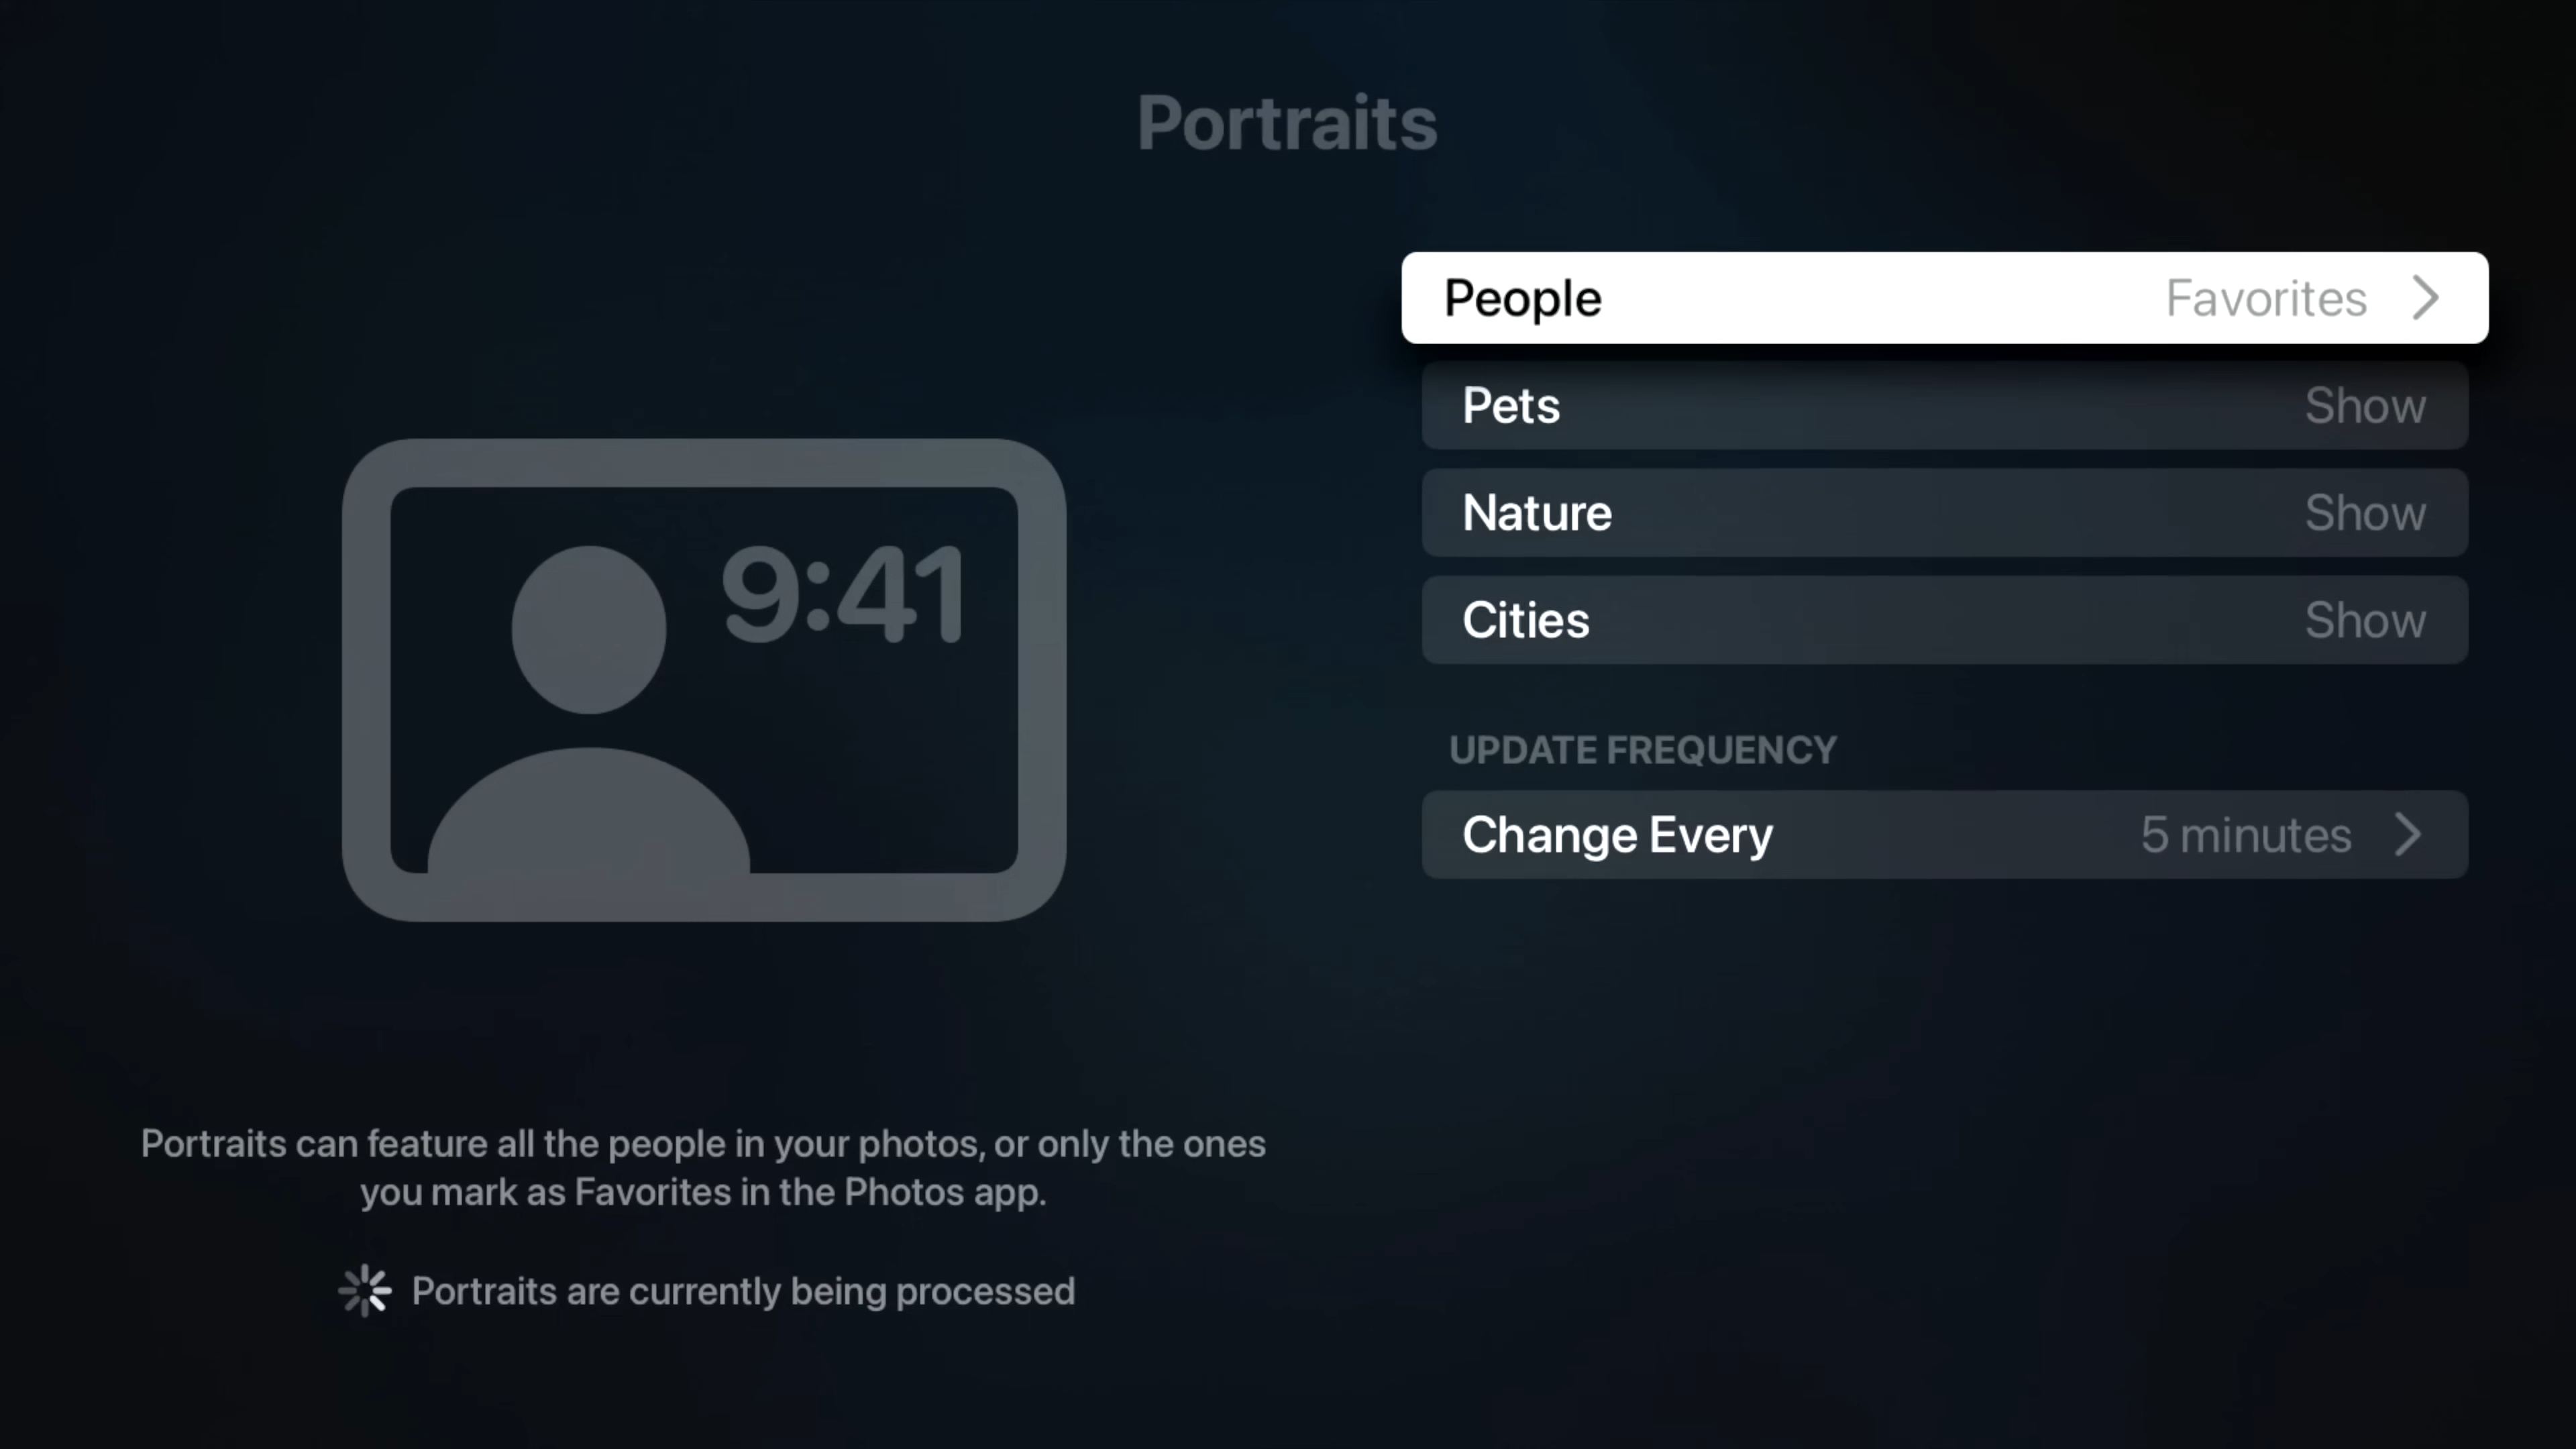 Portraits
People Favorites
Pets Show
Nature Show
Cities Show
UPDATE FREQUENCY
Change Every 5 minutes
9:41
Portraits can feature all the people in your photos, or only the ones
you mark as Favorites in the Photos app.
Portraits are currently being processed